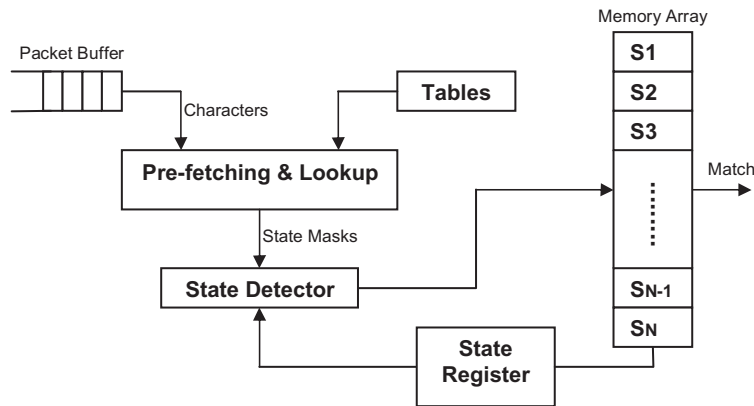 Memory Array
Packet Buffer
S1
S2
S3
Tables
Characters
Pre-fetching & Lookup
Match
State Masks
State Detector
SN-1
SN
State
Register